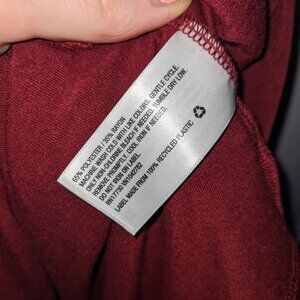 65% POLYESTER / 35% RAYON
MACHINE WASH COLD WITH LIKE COLORS, GENTLE CYCLE.
ONLY NON-CHLORINE BLEACH IF NEEDED. TUMBLE DRY LOW.
REMOVE PROMPTLY. COOL IRON IF NEEDED.
DO NOT IRON ON LABEL
RN17730 RN1042762
LABEL MADE FROM 100% RECYCLED PLASTIC